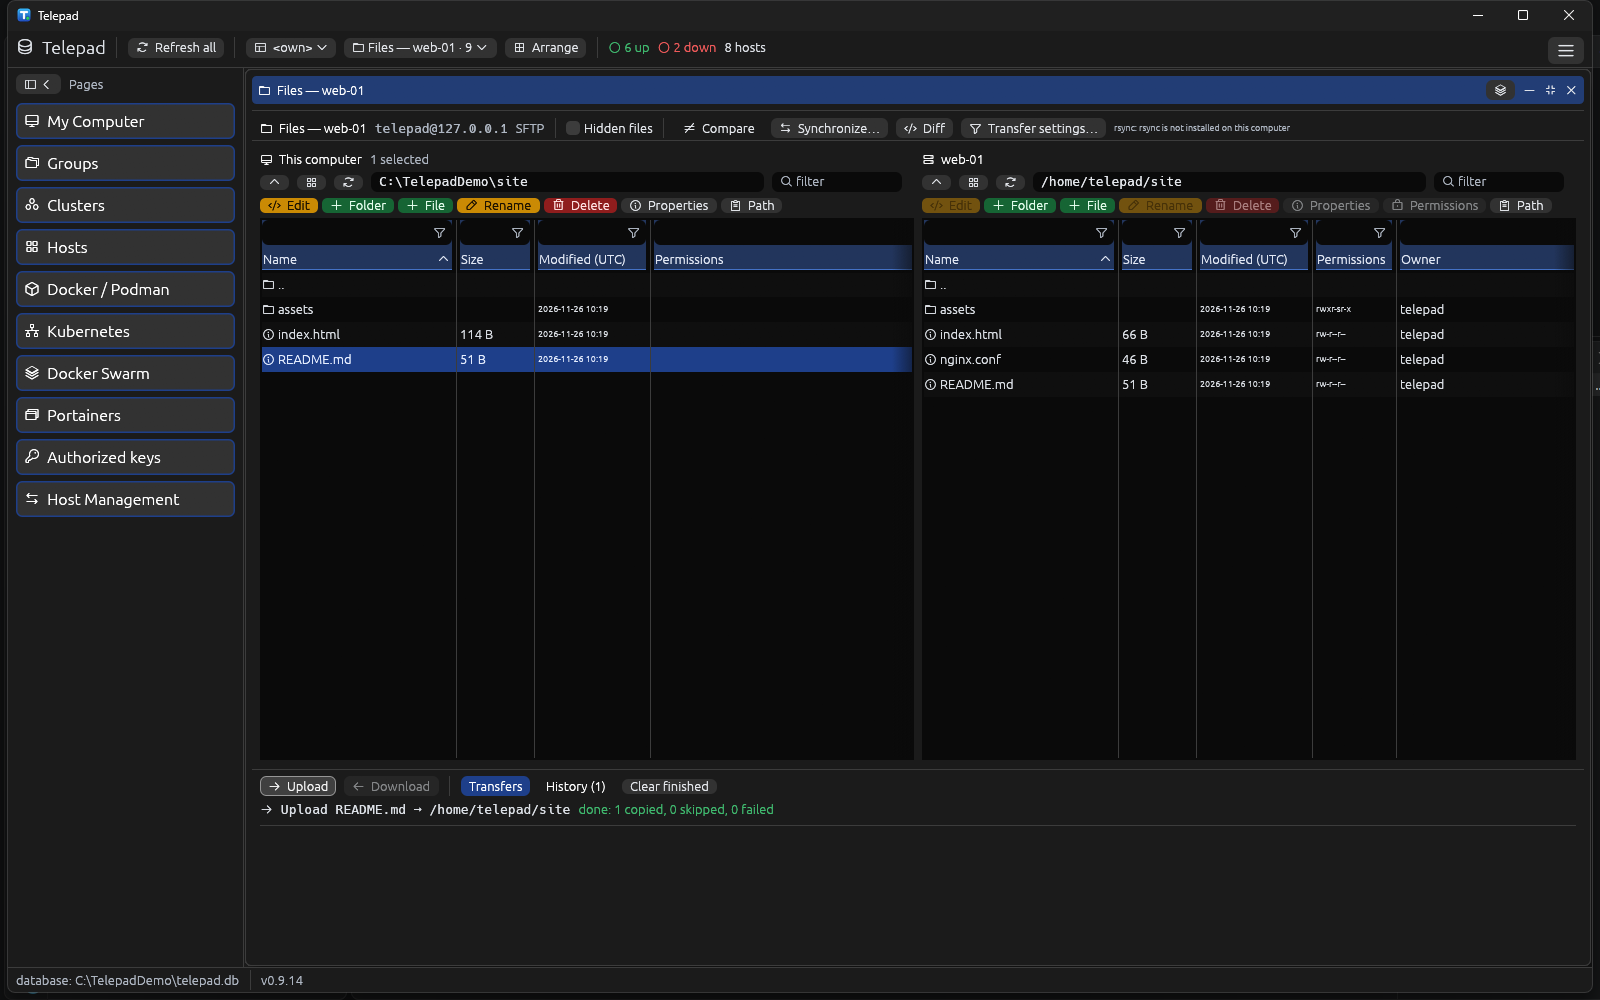 Telepad
Telepad Refresh all <own> Files — web-01 · 9 Arrange 6 up 2 down 8 hosts
Pages
My Computer
Groups
Clusters
Hosts
Docker / Podman
Kubernetes
Docker Swarm
Portainers
Authorized keys
Host Management
Files — web-01
Files — web-01 telepad@127.0.0.1 SFTP Hidden files Compare Synchronize... Diff Transfer settings... rsync: rsync is not installed on this computer
This computer 1 selected
C:\TelepadDemo\site filter
Edit Folder File Rename Delete Properties Path
Name Size Modified (UTC) Permissions
..
assets 2026-11-26 10:19
index.html 114 B 2026-11-26 10:19
README.md 51 B 2026-11-26 10:19
web-01
/home/telepad/site filter
Edit Folder File Rename Delete Properties Permissions Path
Name Size Modified (UTC) Permissions Owner
..
assets 2026-11-26 10:19 rwxr-sr-x telepad
index.html 66 B 2026-11-26 10:19 rw-r--r-- telepad
nginx.conf 46 B 2026-11-26 10:19 rw-r--r-- telepad
README.md 51 B 2026-11-26 10:19 rw-r--r-- telepad
Upload Download Transfers History (1) Clear finished
→ Upload README.md → /home/telepad/site done: 1 copied, 0 skipped, 0 failed
database: C:\TelepadDemo\telepad.db v0.9.14